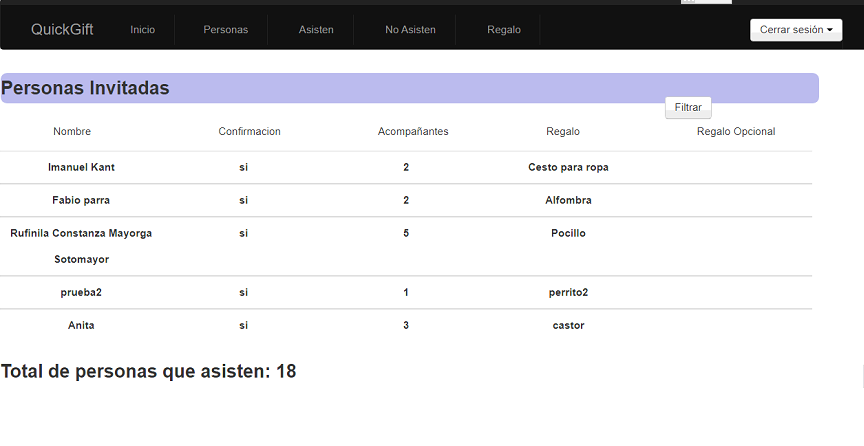 QuickGift Inicio Personas Asisten No Asisten Regalo Cerrar sesión
Personas Invitadas
Filtrar
Nombre Confirmacion Acompañantes Regalo Regalo Opcional
Imanuel Kant si 2 Cesto para ropa
Fabio parra si 2 Alfombra
Rufinila Constanza Mayorga si 5 Pocillo
Sotomayor
prueba2 si 1 perrito2
Anita si 3 castor
Total de personas que asisten: 18